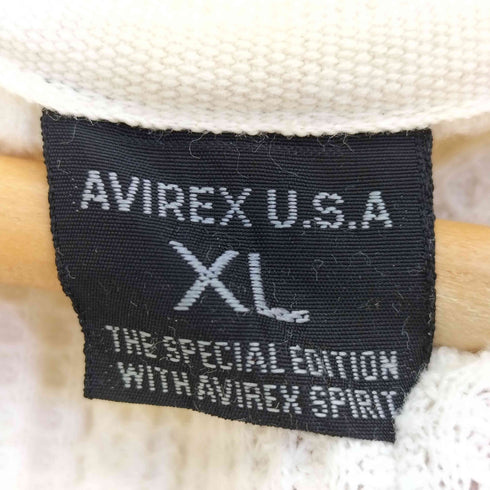 AVIREX U.S.A
XL
THE SPECIAL EDITION
WITH AVIREX SPIRIT